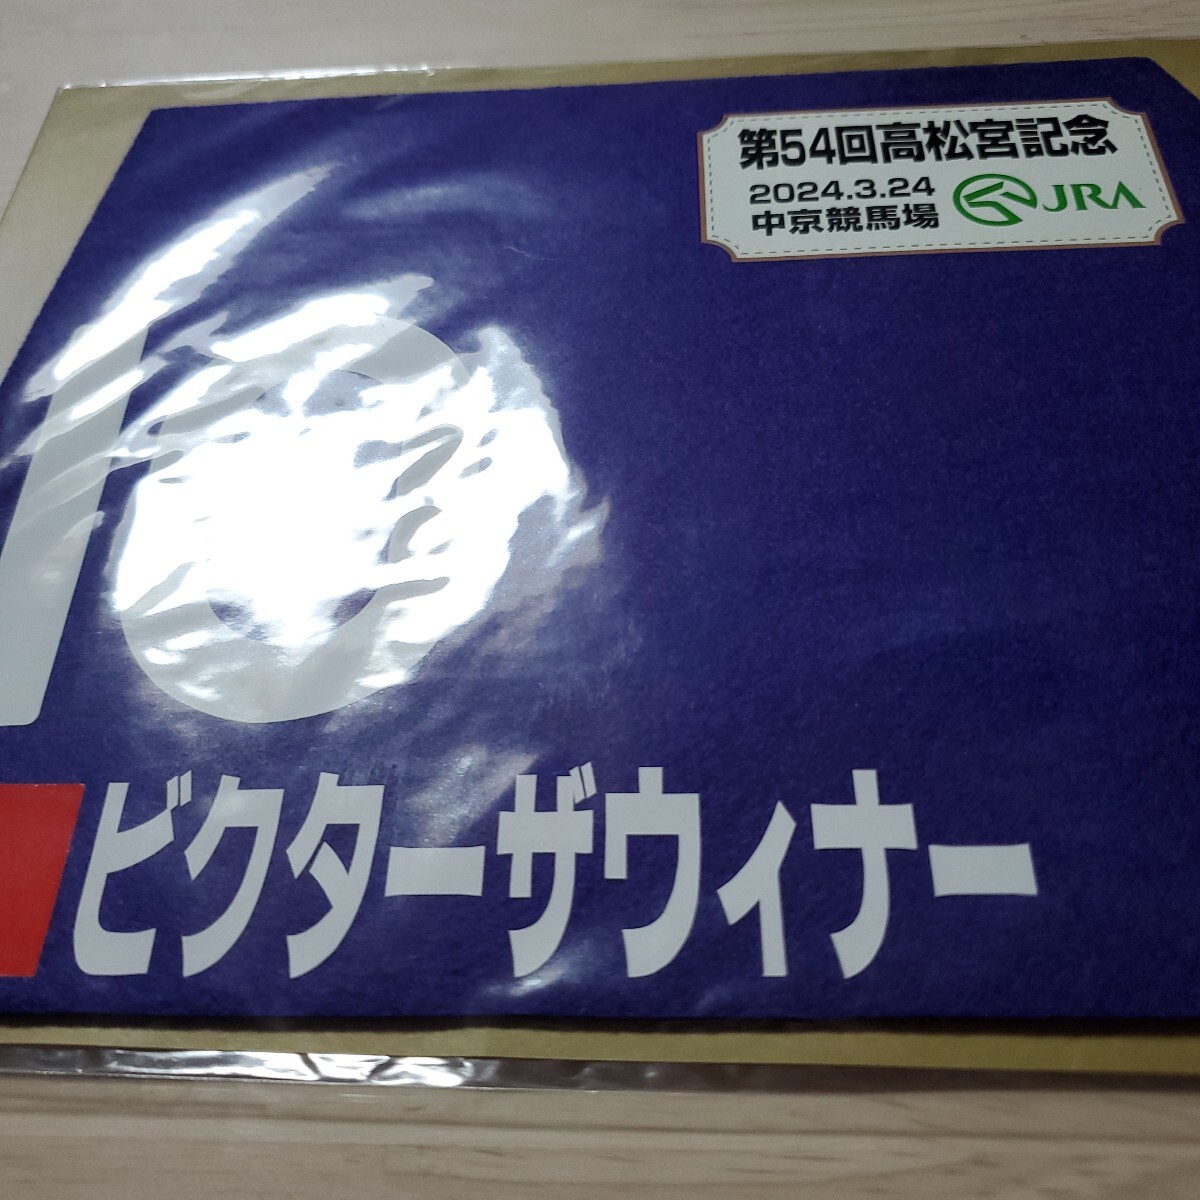 第54回高松宮記念
2024.3.24
中京競馬場
JRA
10
ビクターザウィナー